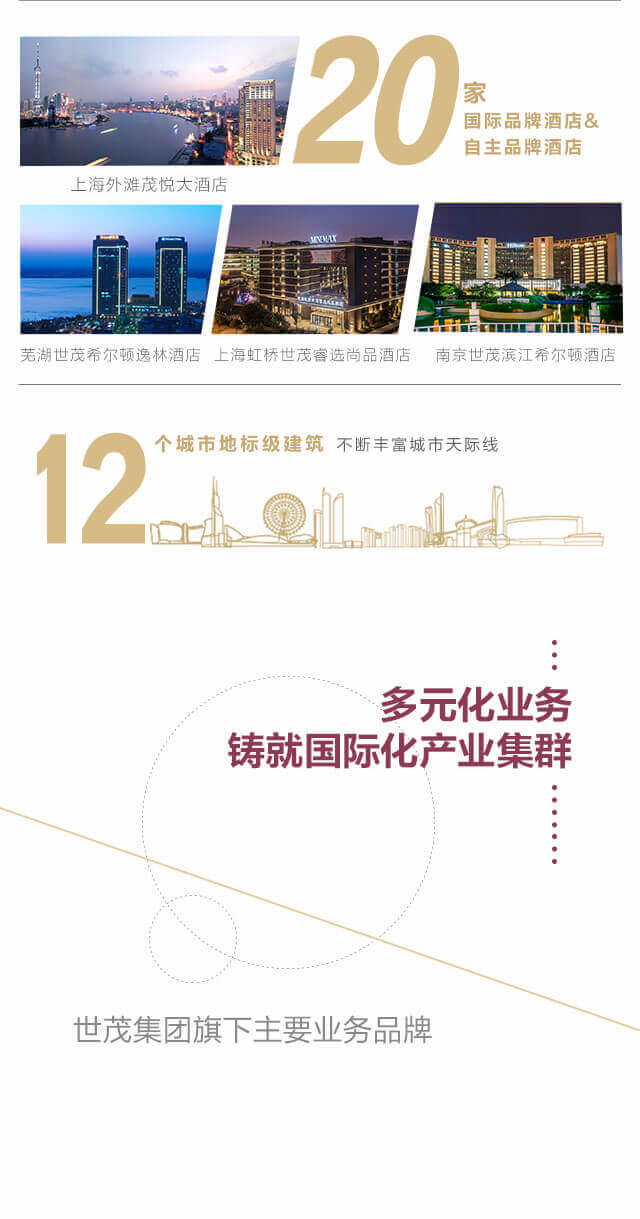 20
家
国际品牌酒店&
自主品牌酒店
上海外滩茂悦大酒店
MINIMAX
Hilton
芜湖世茂希尔顿逸林酒店
上海虹桥世茂睿选尚品酒店
南京世茂滨江希尔顿酒店
12
个城市地标级建筑 不断丰富城市天际线
多元化业务
铸就国际化产业集群
世茂集团旗下主要业务品牌